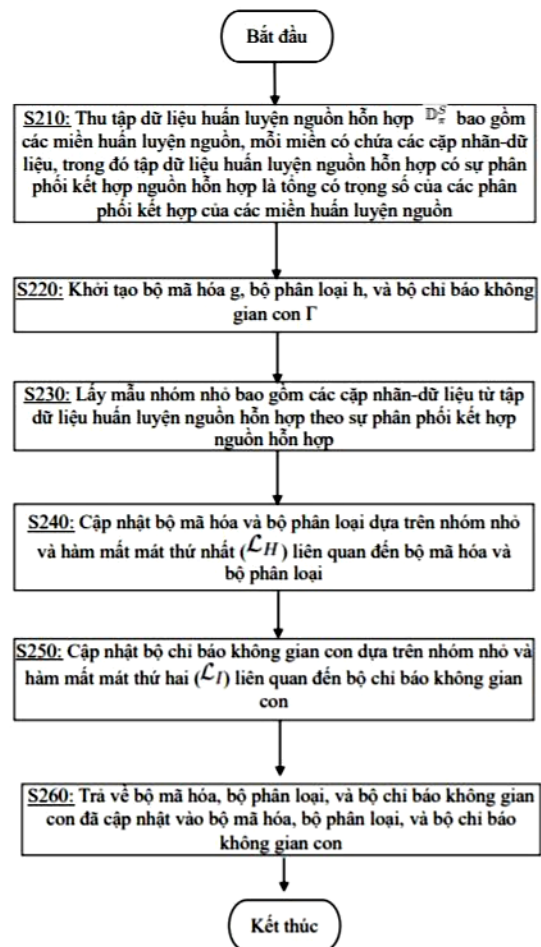 Bắt đầu
S210: Thu tập dữ liệu huấn luyện nguồn hỗn hợp 𝔻_π^S bao gồm
các miền huấn luyện nguồn, mỗi miền có chứa các cặp nhãn-dữ
liệu, trong đó tập dữ liệu huấn luyện nguồn hỗn hợp có sự phân
phối kết hợp nguồn hỗn hợp là tổng có trọng số của các phân
phối kết hợp của các miền huấn luyện nguồn
S220: Khởi tạo bộ mã hóa g, bộ phân loại h, và bộ chỉ báo không
gian con Γ
S230: Lấy mẫu nhóm nhỏ bao gồm các cặp nhãn-dữ liệu từ tập
dữ liệu huấn luyện nguồn hỗn hợp theo sự phân phối kết hợp
nguồn hỗn hợp
S240: Cập nhật bộ mã hóa và bộ phân loại dựa trên nhóm nhỏ
và hàm mất mát thứ nhất (ℒH) liên quan đến bộ mã hóa và
bộ phân loại
S250: Cập nhật bộ chỉ báo không gian con dựa trên nhóm nhỏ và
hàm mất mát thứ hai (ℒI) liên quan đến bộ chỉ báo không gian
con
S260: Trả về bộ mã hóa, bộ phân loại, và bộ chỉ báo không gian
con đã cập nhật vào bộ mã hóa, bộ phân loại, và bộ chỉ báo
không gian con
Kết thúc